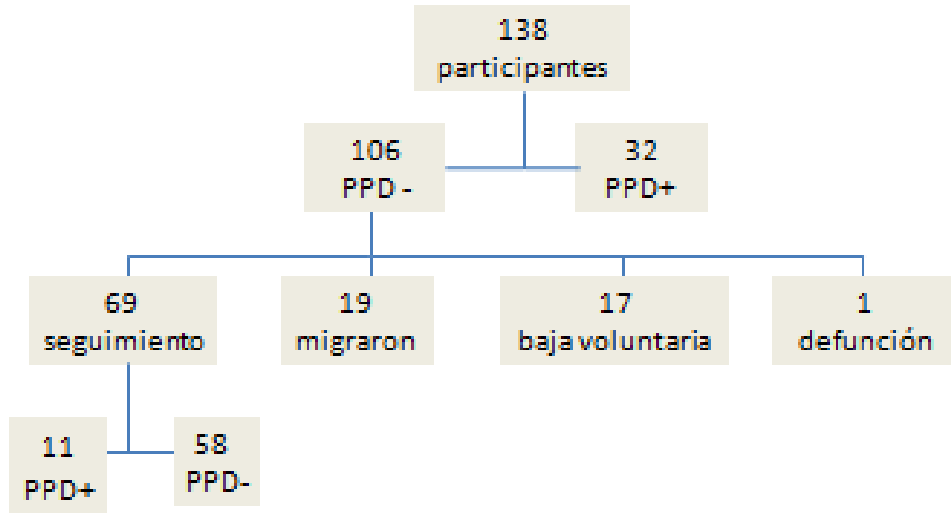 138
participantes
106
PPD -
32
PPD+
69
seguimiento
19
migraron
17
baja voluntaria
1
defunción
11
PPD+
58
PPD-